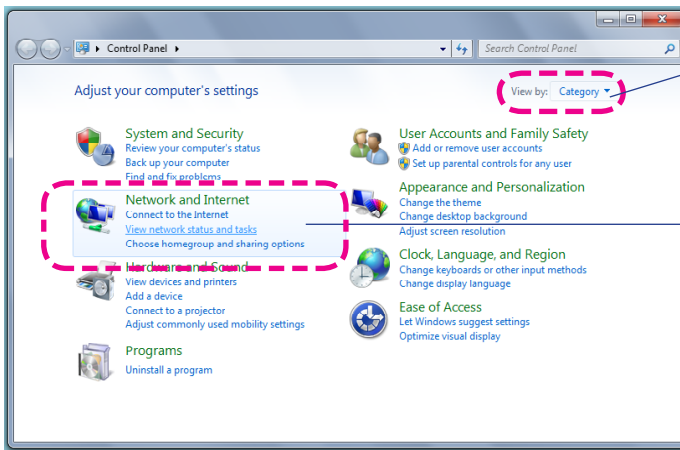 Control Panel
Search Control Panel
Adjust your computer's settings
View by: Category
System and Security
Review your computer's status
Back up your computer
Find and fix problems
Network and Internet
Connect to the Internet
View network status and tasks
Choose homegroup and sharing options
Hardware and Sound
View devices and printers
Add a device
Connect to a projector
Adjust commonly used mobility settings
Programs
Uninstall a program
User Accounts and Family Safety
Add or remove user accounts
Set up parental controls for any user
Appearance and Personalization
Change the theme
Change desktop background
Adjust screen resolution
Clock, Language, and Region
Change keyboards or other input methods
Change display language
Ease of Access
Let Windows suggest settings
Optimize visual display